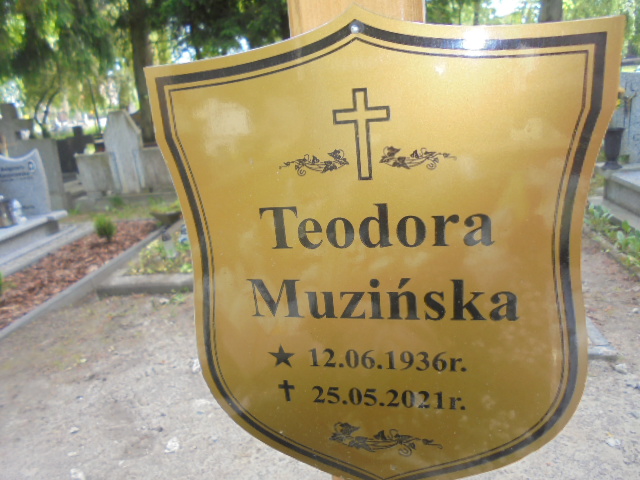 Teodora
Muzińska
★ 12.06.1936r.
✝ 25.05.2021r.